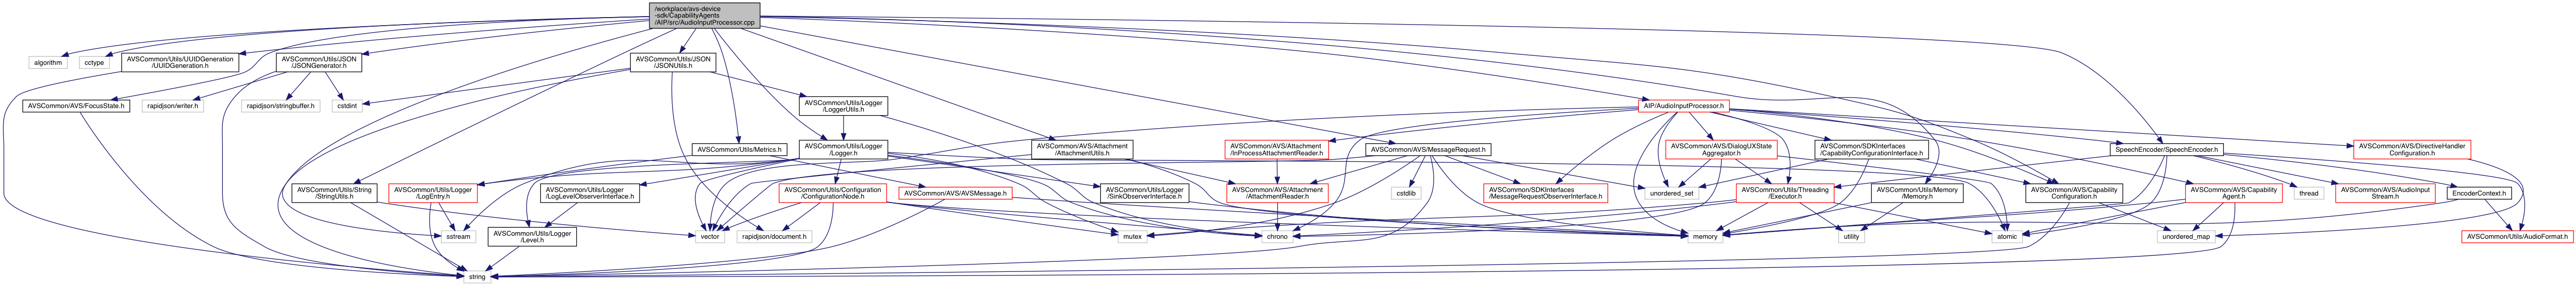 /workplace/avs-device
-sdk/CapabilityAgents
/AIP/src/AudioInputProcessor.cpp
algorithm
cctype
AVSCommon/Utils/UUIDGeneration
/UUIDGeneration.h
AVSCommon/Utils/JSON
/JSONGenerator.h
AVSCommon/Utils/JSON
/JSONUtils.h
AVSCommon/AVS/FocusState.h
rapidjson/writer.h
rapidjson/stringbuffer.h
cstdint
AVSCommon/Utils/Logger
/LoggerUtils.h
AIP/AudioInputProcessor.h
AVSCommon/Utils/Metrics.h
AVSCommon/Utils/Logger
/Logger.h
AVSCommon/AVS/Attachment
/AttachmentUtils.h
AVSCommon/AVS/Attachment
/InProcessAttachmentReader.h
AVSCommon/AVS/MessageRequest.h
AVSCommon/AVS/DialogUXState
Aggregator.h
AVSCommon/SDKInterfaces
/CapabilityConfigurationInterface.h
SpeechEncoder/SpeechEncoder.h
AVSCommon/AVS/DirectiveHandler
Configuration.h
AVSCommon/Utils/String
/StringUtils.h
AVSCommon/Utils/Logger
/LogEntry.h
AVSCommon/Utils/Logger
/LogLevelObserverInterface.h
AVSCommon/Utils/Configuration
/ConfigurationNode.h
AVSCommon/AVS/AVSMessage.h
AVSCommon/Utils/Logger
/SinkObserverInterface.h
AVSCommon/AVS/Attachment
/AttachmentReader.h
cstdlib
AVSCommon/SDKInterfaces
/MessageRequestObserverInterface.h
unordered_set
AVSCommon/Utils/Threading
/Executor.h
AVSCommon/Utils/Memory
/Memory.h
AVSCommon/AVS/Capability
Configuration.h
AVSCommon/AVS/Capability
Agent.h
thread
AVSCommon/AVS/AudioInput
Stream.h
EncoderContext.h
sstream
AVSCommon/Utils/Logger
/Level.h
vector
rapidjson/document.h
mutex
chrono
memory
utility
atomic
unordered_map
AVSCommon/Utils/AudioFormat.h
string